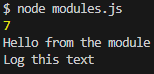 $ node modules.js
7
Hello from the module
Log this text